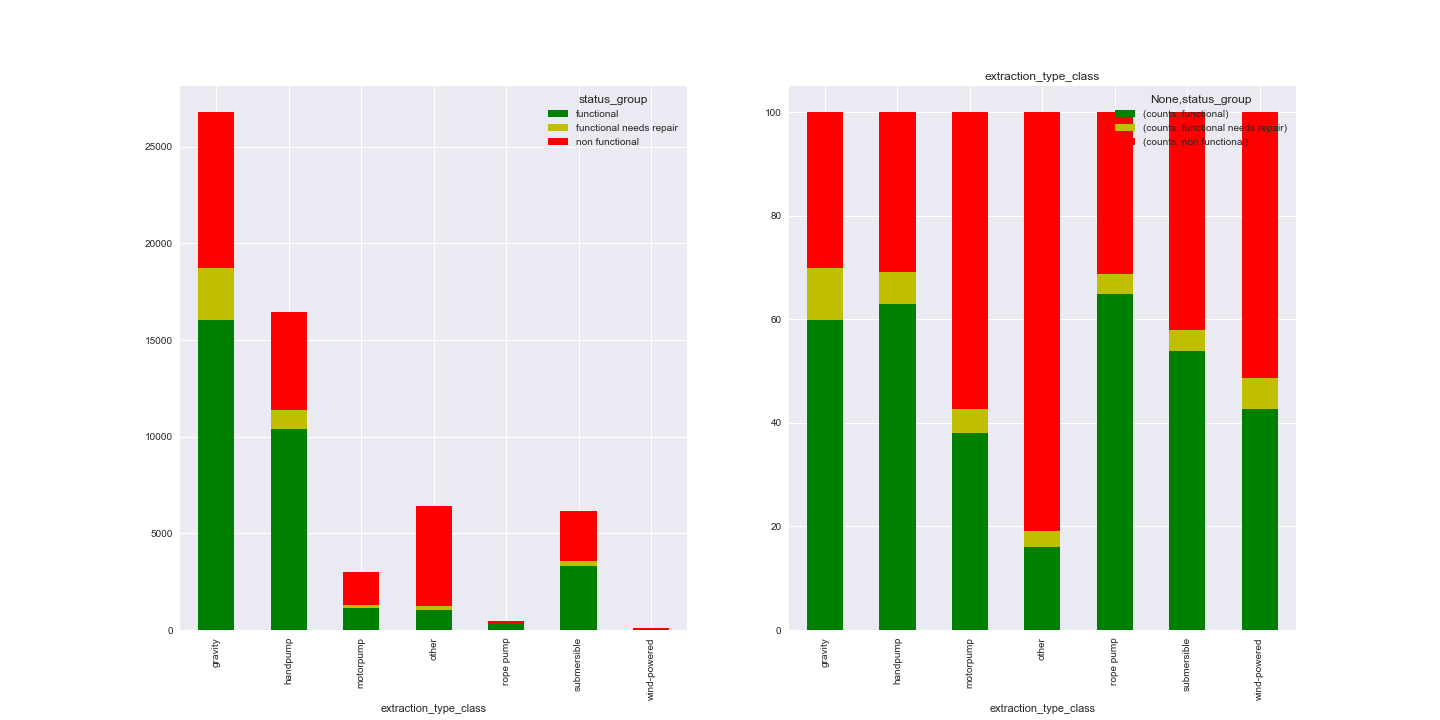 extraction_type_class
status_group
functional
functional needs repair
non functional
25000
20000
15000
10000
5000
0
gravity
handpump
motorpump
other
rope pump
submersible
wind-powered
extraction_type_class
None,status_group
(counts, functional)
(counts, functional needs repair)
(counts, non functional)
100
80
60
40
20
0
gravity
handpump
motorpump
other
rope pump
submersible
wind-powered
extraction_type_class